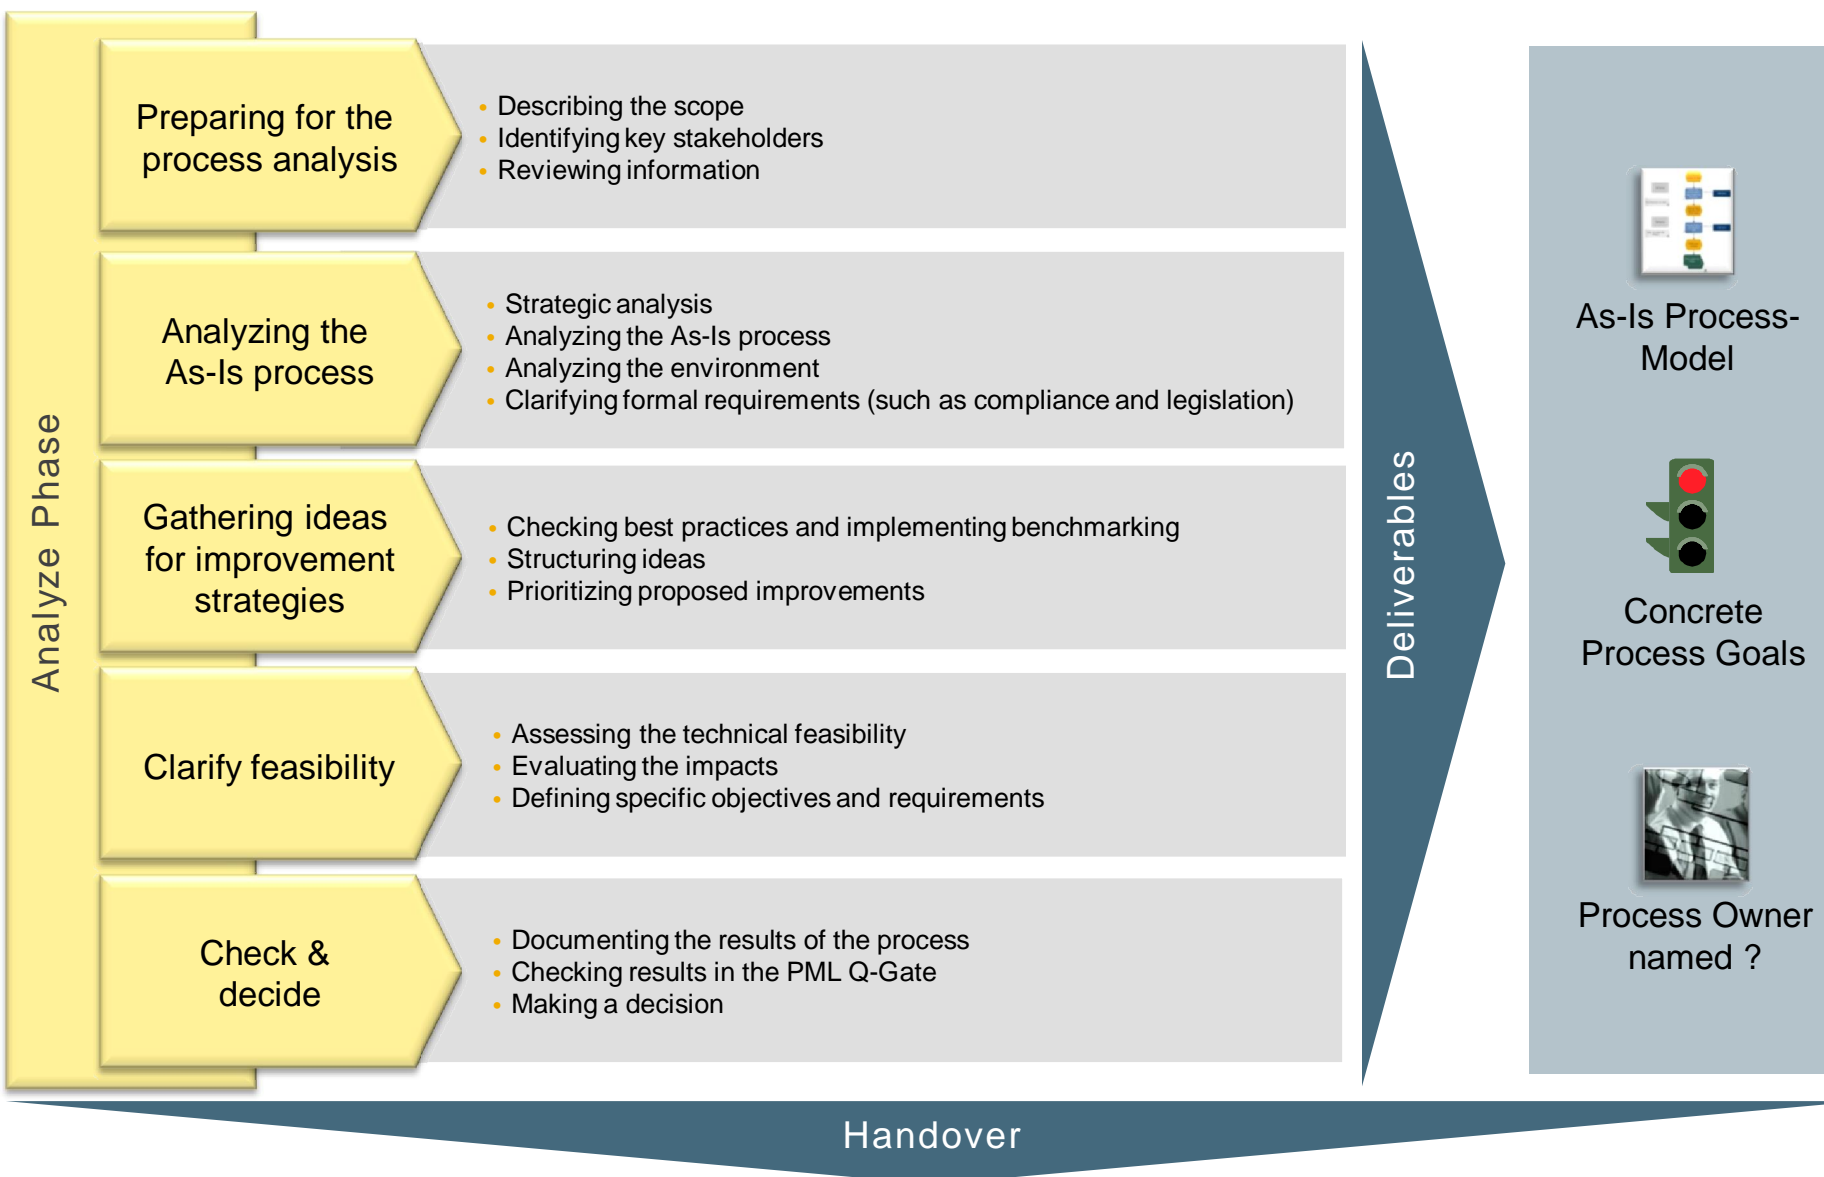 Analyze Phase
Preparing for the
process analysis
• Describing the scope
• Identifying key stakeholders
• Reviewing information
Analyzing the
As-Is process
• Strategic analysis
• Analyzing the As-Is process
• Analyzing the environment
• Clarifying formal requirements (such as compliance and legislation)
Gathering ideas
for improvement
strategies
• Checking best practices and implementing benchmarking
• Structuring ideas
• Prioritizing proposed improvements
Clarify feasibility
• Assessing the technical feasibility
• Evaluating the impacts
• Defining specific objectives and requirements
Check &
decide
• Documenting the results of the process
• Checking results in the PML Q-Gate
• Making a decision
Deliverables
As-Is Process-
Model
Concrete
Process Goals
Process Owner
named ?
Handover